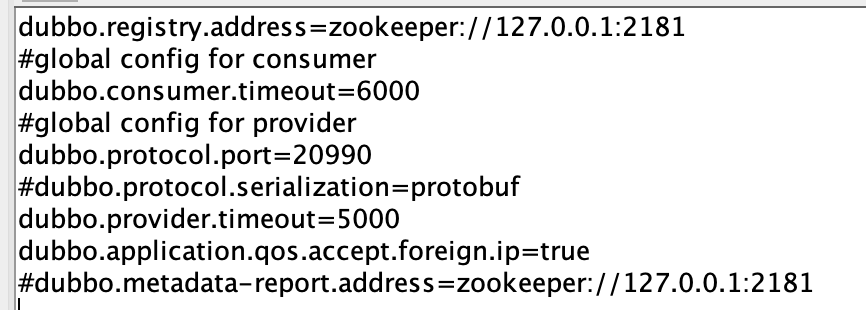 dubbo.registry.address=zookeeper://127.0.0.1:2181
#global config for consumer
dubbo.consumer.timeout=6000
#global config for provider
dubbo.protocol.port=20990
#dubbo.protocol.serialization=protobuf
dubbo.provider.timeout=5000
dubbo.application.qos.accept.foreign.ip=true
#dubbo.metadata-report.address=zookeeper://127.0.0.1:2181